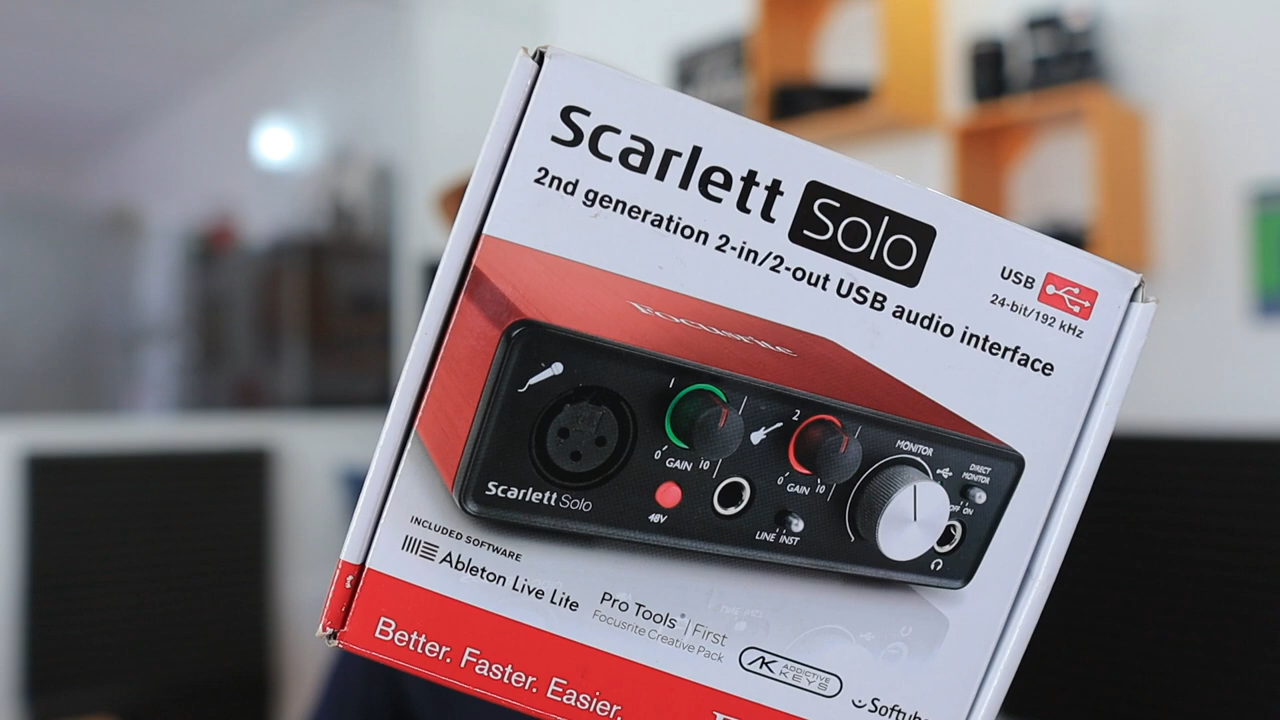 Scarlett Solo
2nd generation 2-in/2-out USB audio interface
USB
24-bit/192 kHz
Focusrite
1
2
MONITOR
DIRECT
MONITOR
0 GAIN 10
0 GAIN 10
OFF ON
Scarlett Solo
48V
LINE INST
INCLUDED SOFTWARE
Ableton Live Lite
Pro Tools® | First
Focusrite Creative Pack
AK ADDICTIVE
KEYS
Better. Faster. Easier.